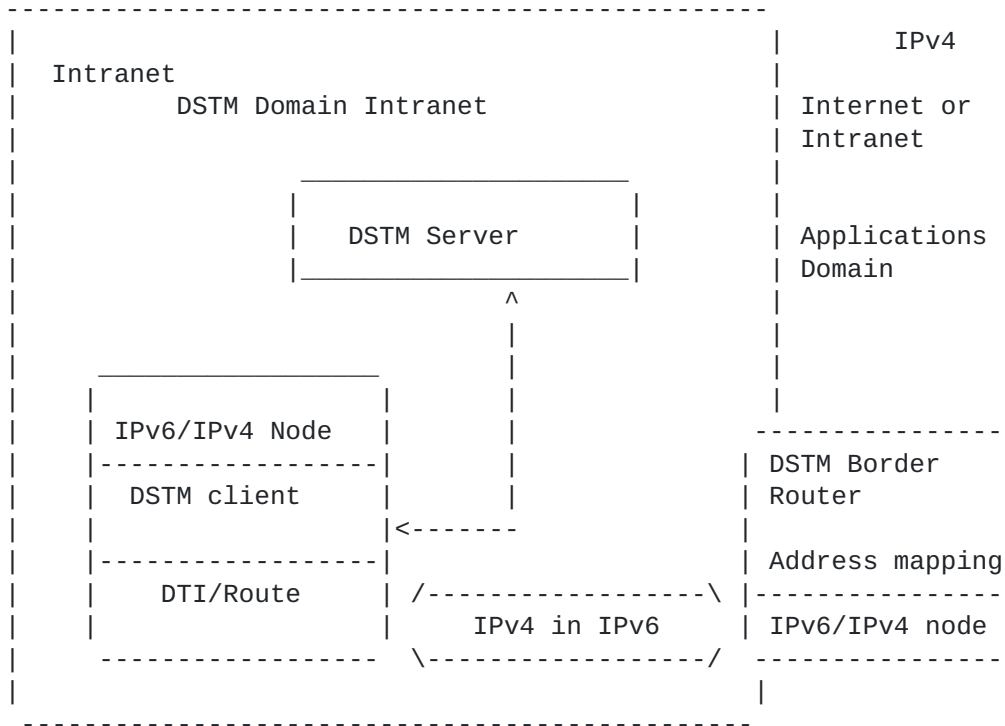 IPv4
Intranet
DSTM Domain Intranet
Internet or
Intranet
DSTM Server
Applications
Domain
IPv6/IPv4 Node
DSTM client
DSTM Border
Router
Address mapping
DTI/Route
IPv4 in IPv6
IPv6/IPv4 node